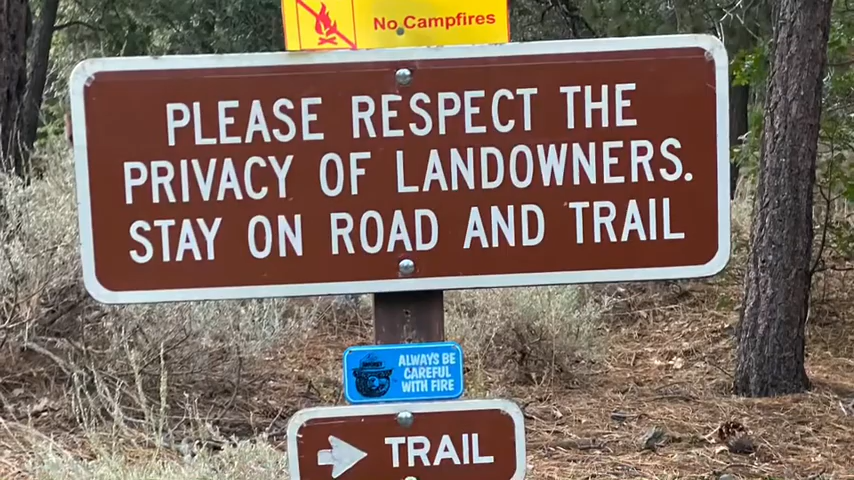 No Campfires
PLEASE RESPECT THE
PRIVACY OF LANDOWNERS.
STAY ON ROAD AND TRAIL
ALWAYS BE
CAREFUL
WITH FIRE
TRAIL